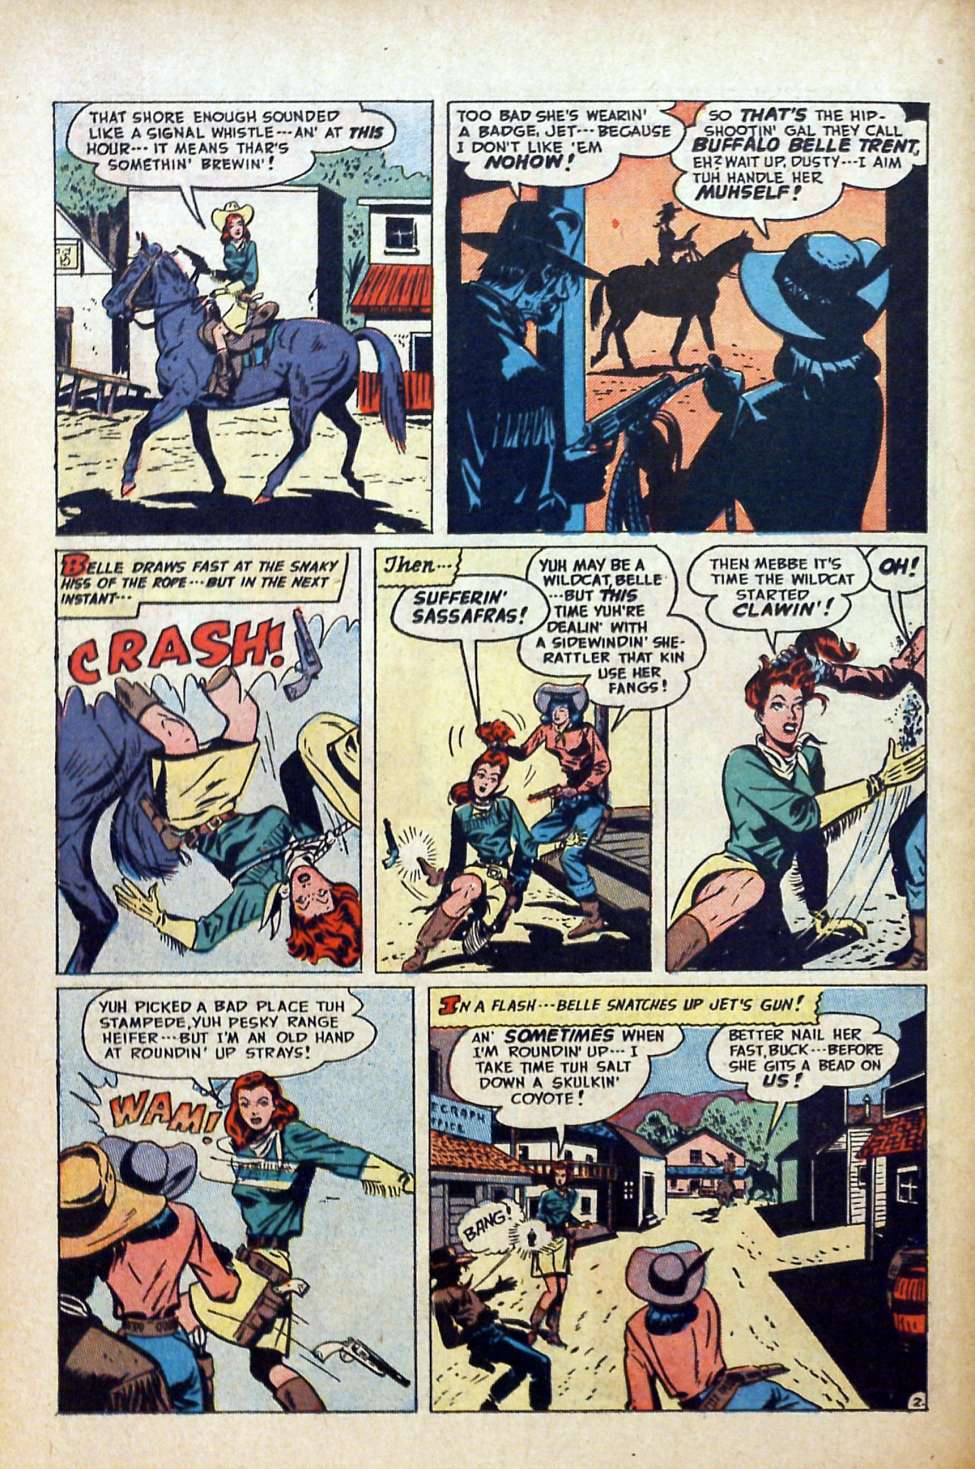 THAT SHORE ENOUGH SOUNDED
LIKE A SIGNAL WHISTLE---AN' AT THIS
HOUR--- IT MEANS THAR'S
SOMETHIN' BREWIN'!
TOO BAD SHE'S WEARIN'
A BADGE, JET--- BECAUSE
I DON'T LIKE 'EM
NOHOW!
SO THAT'S THE HIP-
SHOOTIN' GAL THEY CALL
BUFFALO BELLE TRENT,
EH? WAIT UP, DUSTY---I AIM
TUH HANDLE HER
MUHSELF!
BELLE DRAWS FAST AT THE SNAKY
HISS OF THE ROPE---BUT IN THE NEXT
INSTANT---
CRASH!
Then---
SUFFERIN'
SASSAFRAS!
YUH MAY BE A
WILDCAT, BELLE
---BUT THIS
TIME YUH'RE
DEALIN' WITH
A SIDEWINDIN' SHE-
RATTLER THAT KIN
USE HER
FANGS!
THEN MEBBE IT'S
TIME THE WILDCAT
STARTED
CLAWIN'!
OH!
YUH PICKED A BAD PLACE TUH
STAMPEDE, YUH PESKY RANGE
HEIFER---BUT I'M AN OLD HAND
AT ROUNDIN' UP STRAYS!
WAM!
IN A FLASH---BELLE SNATCHES UP JET'S GUN!
AN' SOMETIMES WHEN
I'M ROUNDIN' UP--- I
TAKE TIME TUH SALT
DOWN A SKULKIN'
COYOTE!
BETTER NAIL HER
FAST, BUCK---BEFORE
SHE GITS A BEAD ON
US!
EGRAPH
FFICE
BANG!
2